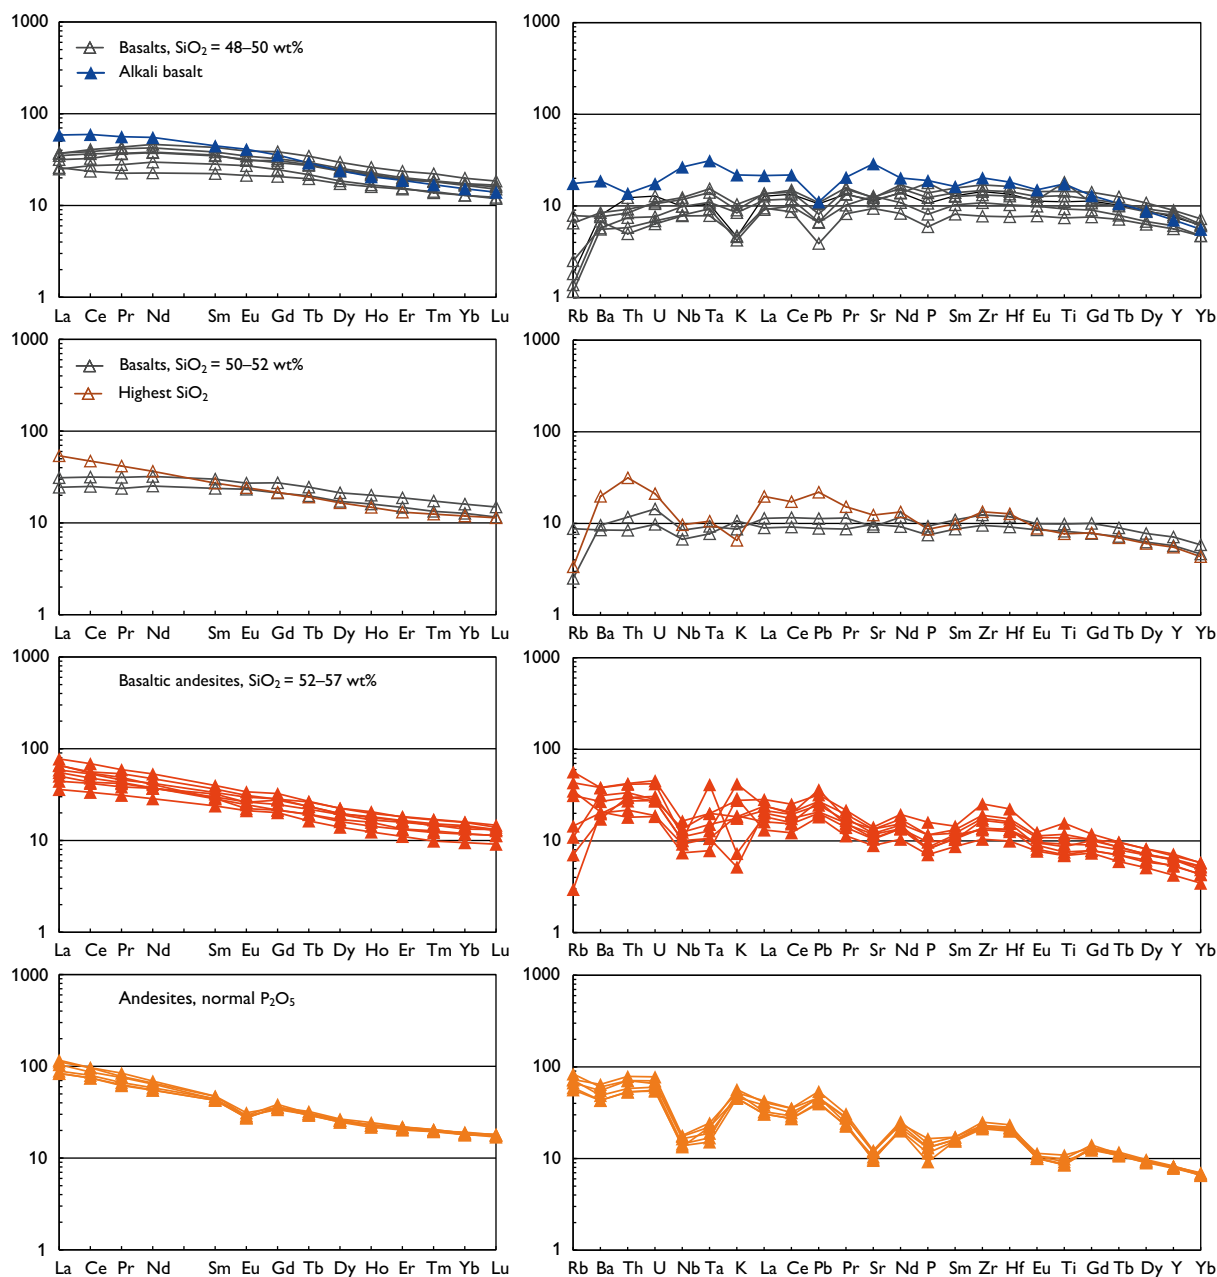 1000
100
10
1
Basalts, SiO₂ = 48–50 wt%
Alkali basalt
La Ce Pr Nd Sm Eu Gd Tb Dy Ho Er Tm Yb Lu
1000
100
10
1
Rb Ba Th U Nb Ta K La Ce Pb Pr Sr Nd P Sm Zr Hf Eu Ti Gd Tb Dy Y Yb
1000
100
10
1
Basalts, SiO₂ = 50–52 wt%
Highest SiO₂
La Ce Pr Nd Sm Eu Gd Tb Dy Ho Er Tm Yb Lu
1000
100
10
1
Rb Ba Th U Nb Ta K La Ce Pb Pr Sr Nd P Sm Zr Hf Eu Ti Gd Tb Dy Y Yb
1000
100
10
1
Basaltic andesites, SiO₂ = 52–57 wt%
La Ce Pr Nd Sm Eu Gd Tb Dy Ho Er Tm Yb Lu
1000
100
10
1
Rb Ba Th U Nb Ta K La Ce Pb Pr Sr Nd P Sm Zr Hf Eu Ti Gd Tb Dy Y Yb
1000
100
10
1
Andesites, normal P₂O₅
La Ce Pr Nd Sm Eu Gd Tb Dy Ho Er Tm Yb Lu
1000
100
10
1
Rb Ba Th U Nb Ta K La Ce Pb Pr Sr Nd P Sm Zr Hf Eu Ti Gd Tb Dy Y Yb